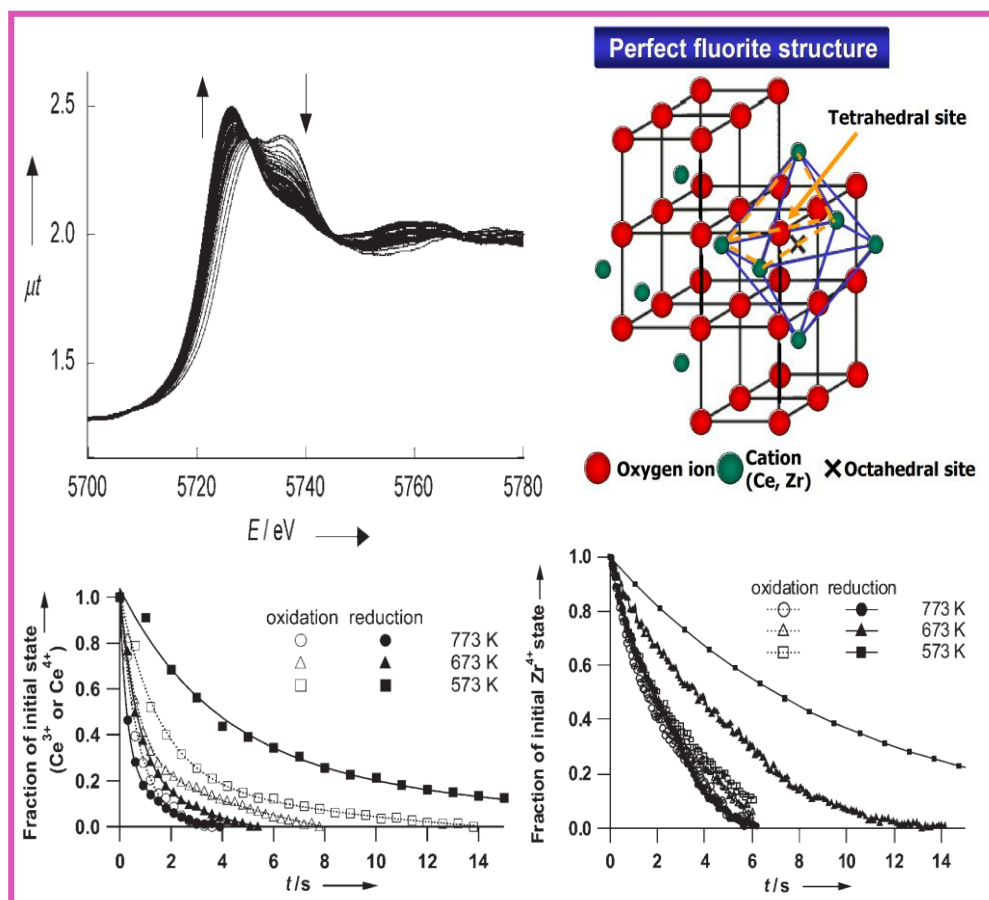 Perfect fluorite structure
2.5
2.0
1.5
μt
5700 5720 5740 5760 5780
E / eV
Tetrahedral site
Oxygen ion
Cation
(Ce, Zr)
Octahedral site
Fraction of initial state
(Ce³⁺ or Ce⁴⁺)
1.0
0.8
0.6
0.4
0.2
0.0
oxidation reduction
773 K
673 K
573 K
0 2 4 6 8 10 12 14
t / s
Fraction of initial Zr⁴⁺ state
1.0
0.8
0.6
0.4
0.2
0.0
oxidation reduction
773 K
673 K
573 K
0 2 4 6 8 10 12 14
t / s